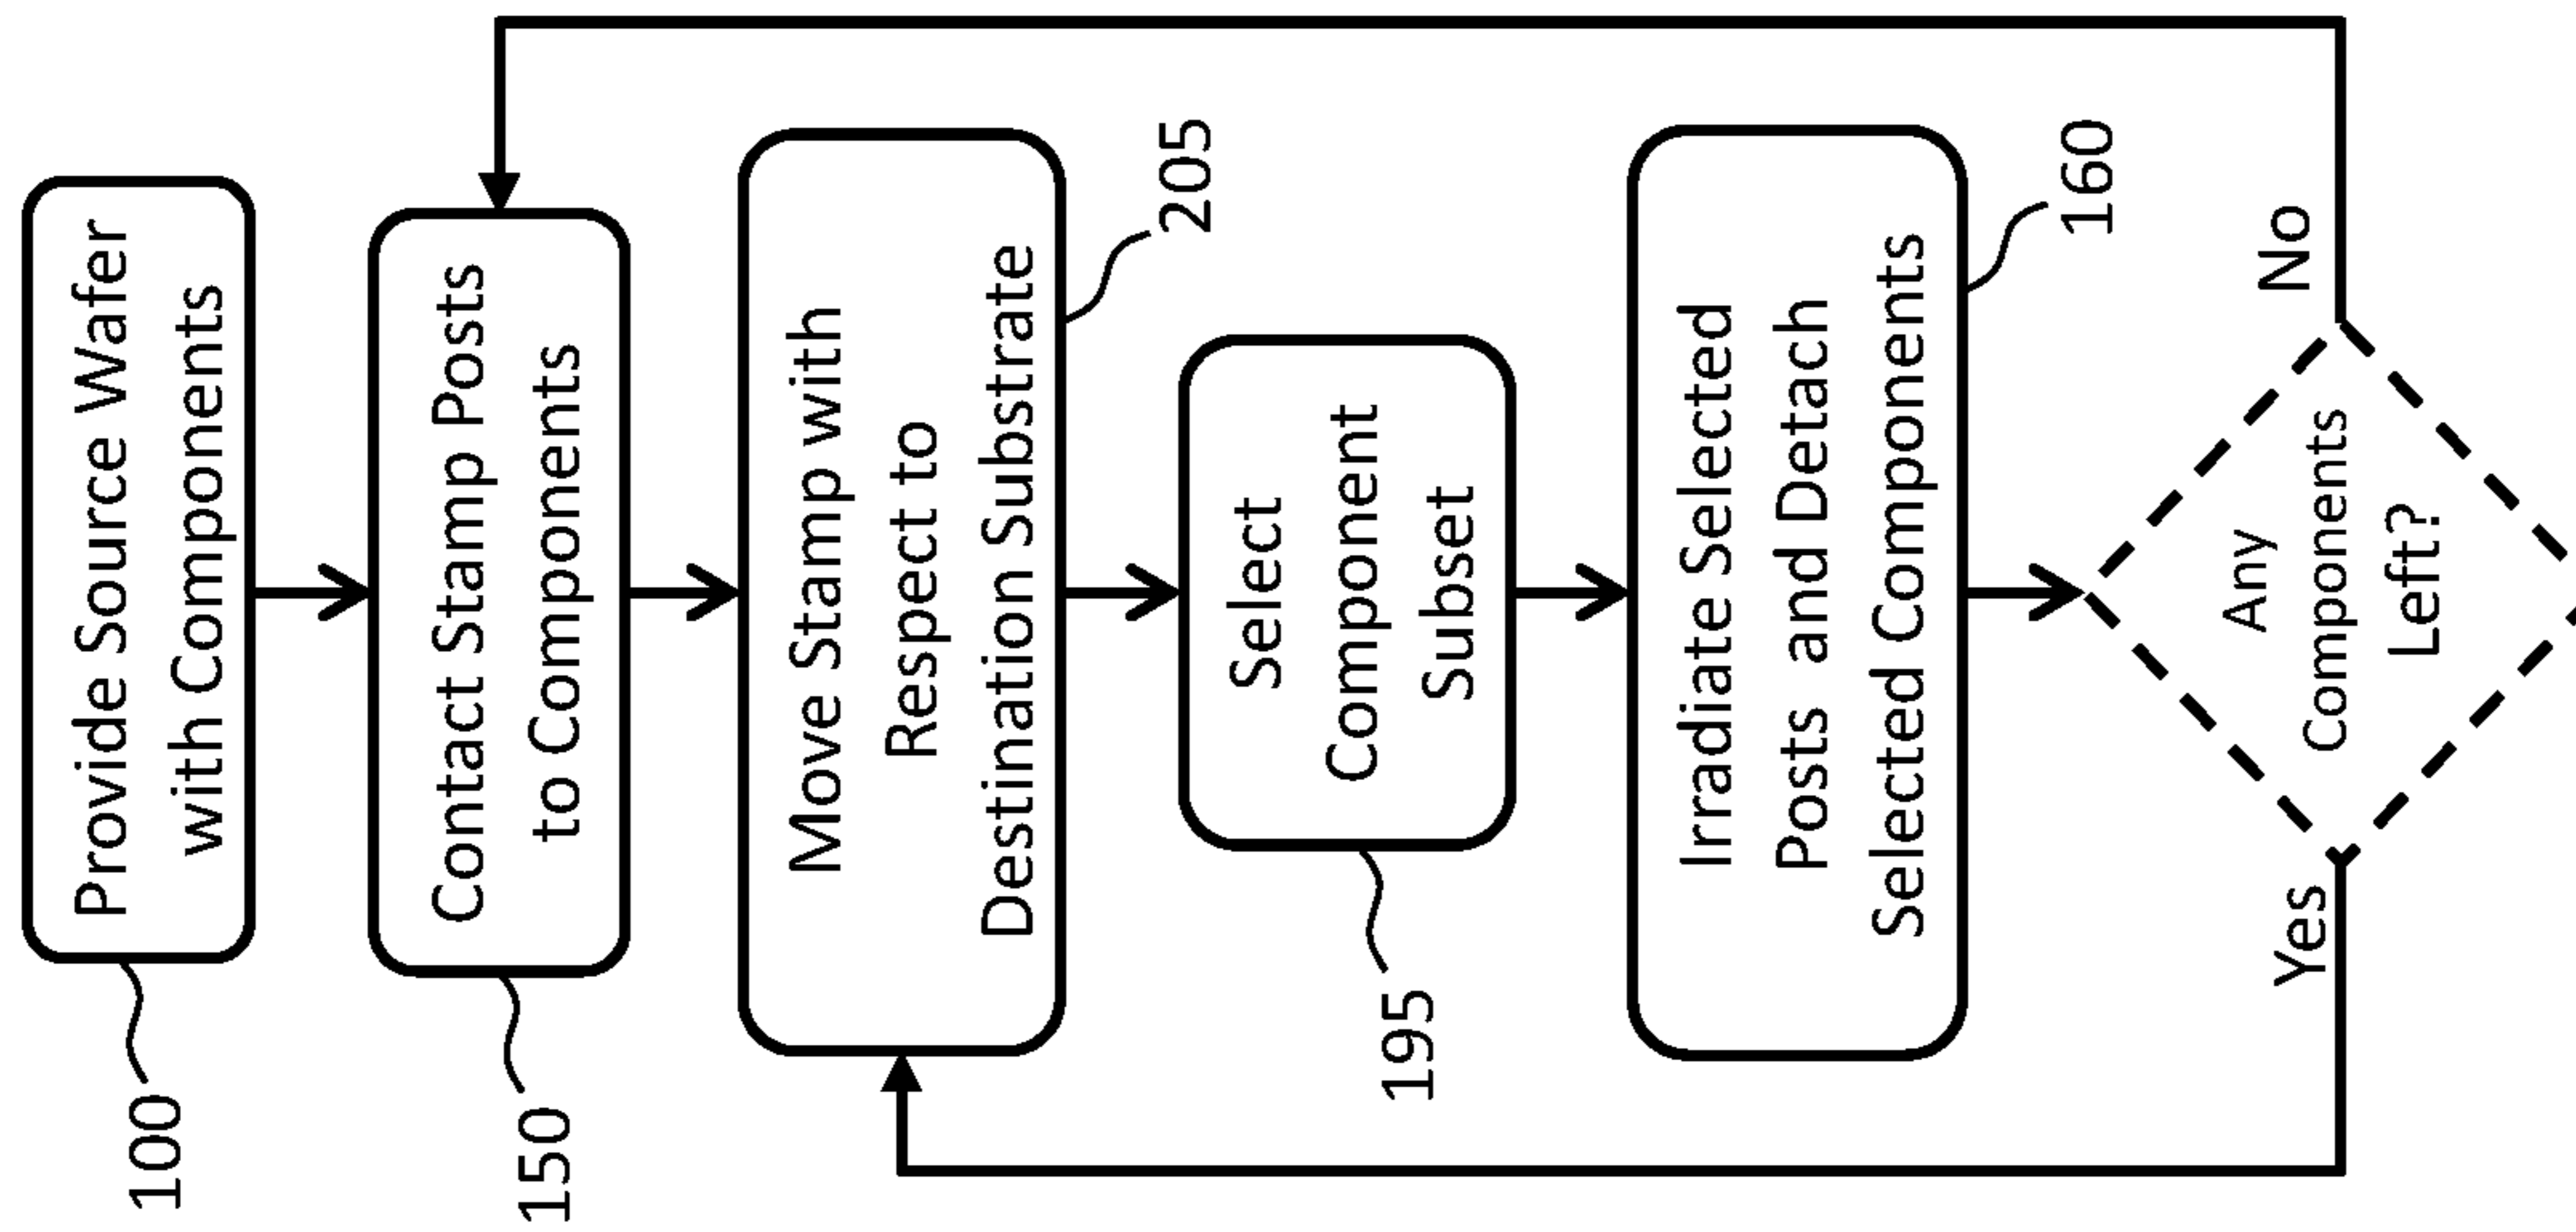 Provide Source Wafer
with Components
100
Contact Stamp Posts
to Components
150
Move Stamp with
Respect to
Destination Substrate
205
Select
Component
Subset
195
Irradiate Selected
Posts and Detach
Selected Components
160
Any
Components
Left?
Yes
No